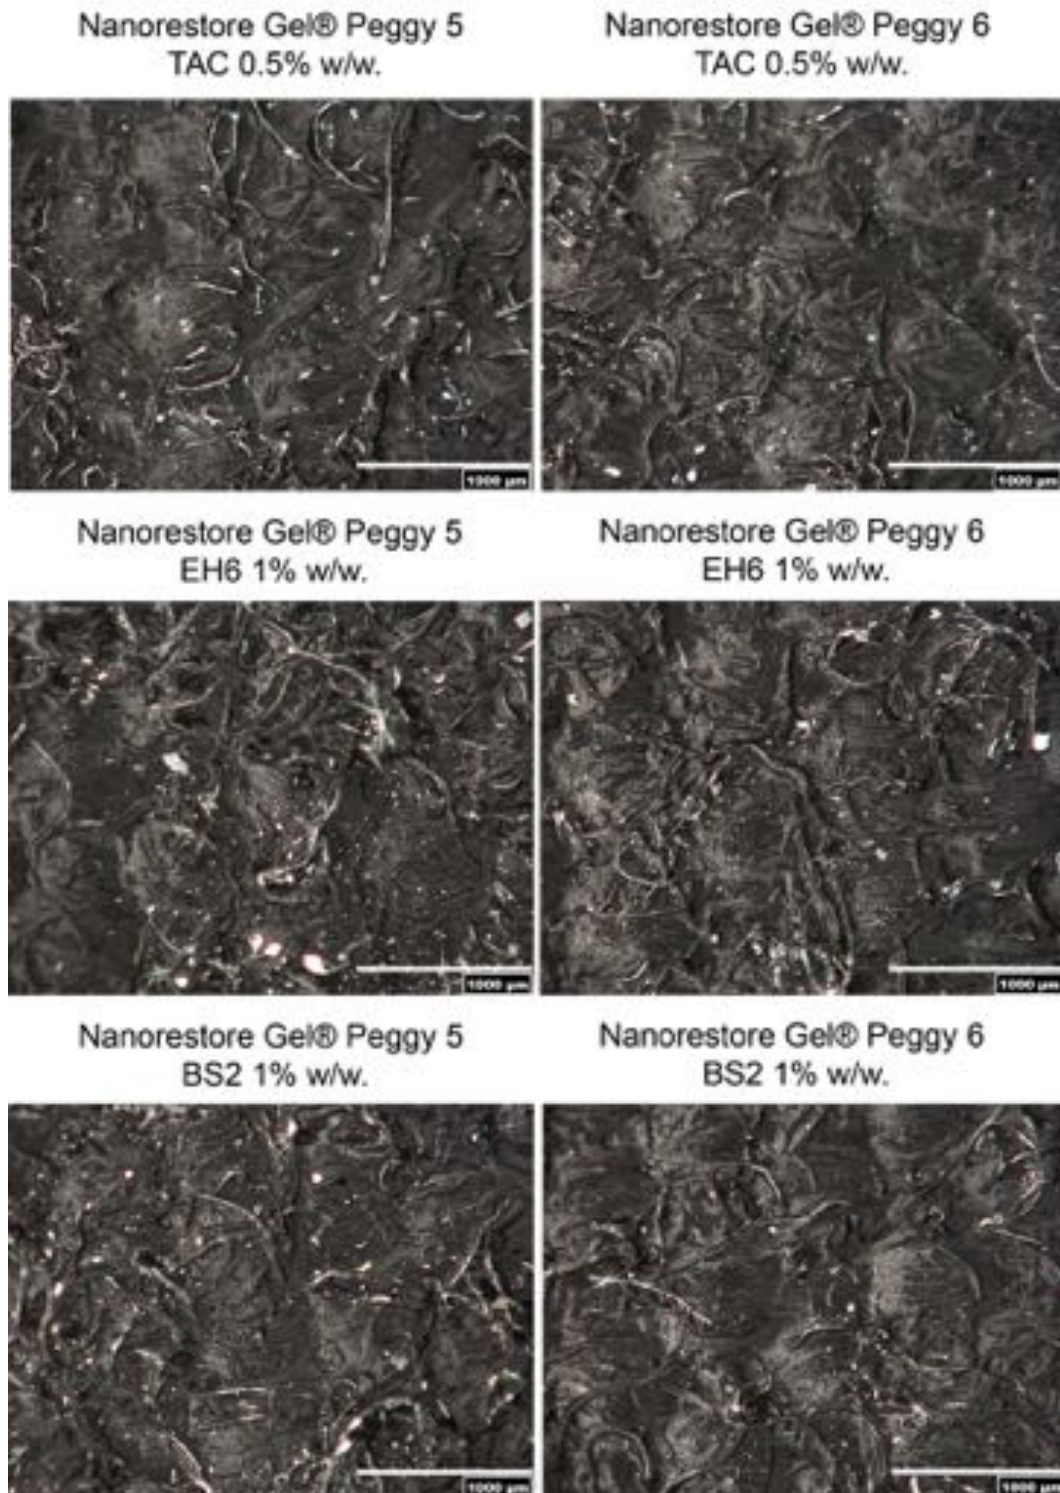 Nanorestore Gel® Peggy 5
TAC 0.5% w/w.
Nanorestore Gel® Peggy 6
TAC 0.5% w/w.
1000 µm
1000 µm
Nanorestore Gel® Peggy 5
EH6 1% w/w.
Nanorestore Gel® Peggy 6
EH6 1% w/w.
1000 µm
1000 µm
Nanorestore Gel® Peggy 5
BS2 1% w/w.
Nanorestore Gel® Peggy 6
BS2 1% w/w.
1000 µm
1000 µm